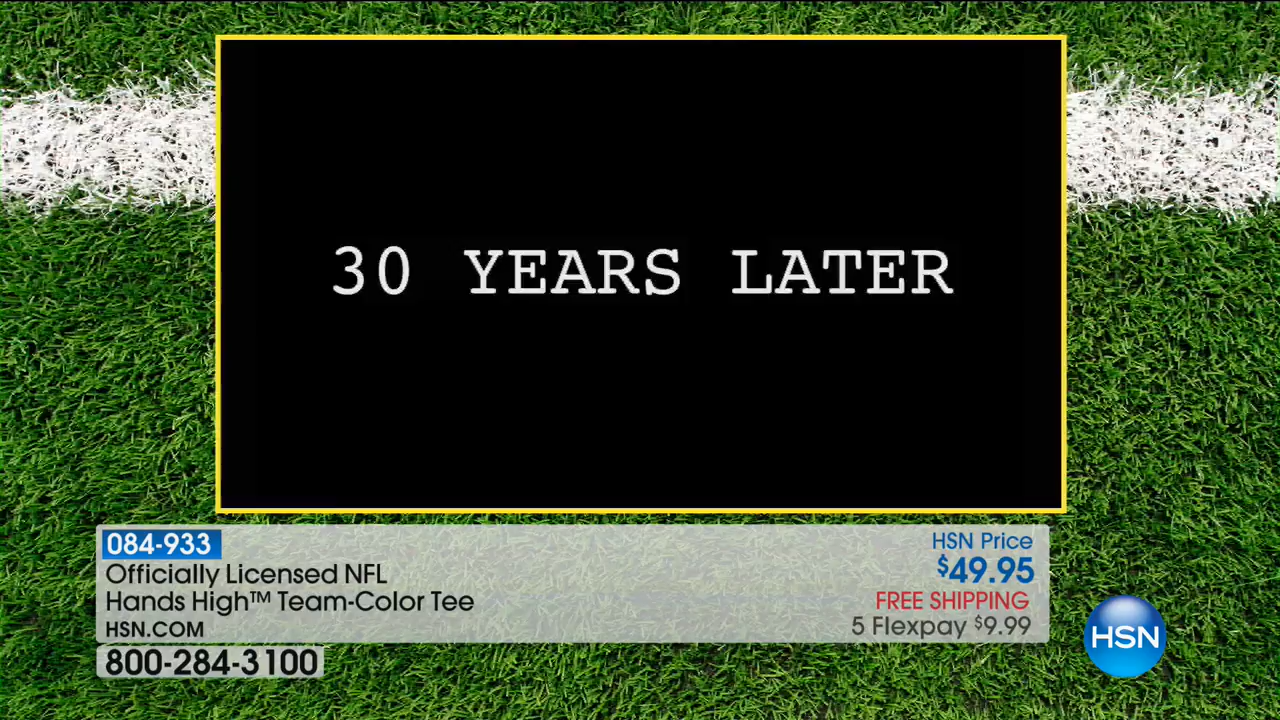 30 YEARS LATER
084-933
Officially Licensed NFL
Hands High™ Team-Color Tee
HSN.COM
800-284-3100
HSN Price
$49.95
FREE SHIPPING
5 Flexpay $9.99
HSN